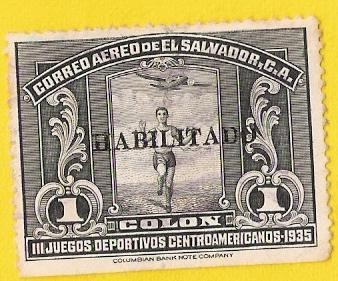 CORREO AEREO DE EL SALVADOR, C.A.
HABILITADO
1 1
COLON
III JUEGOS DEPORTIVOS CENTROAMERICANOS-1935
COLUMBIAN BANK NOTE COMPANY